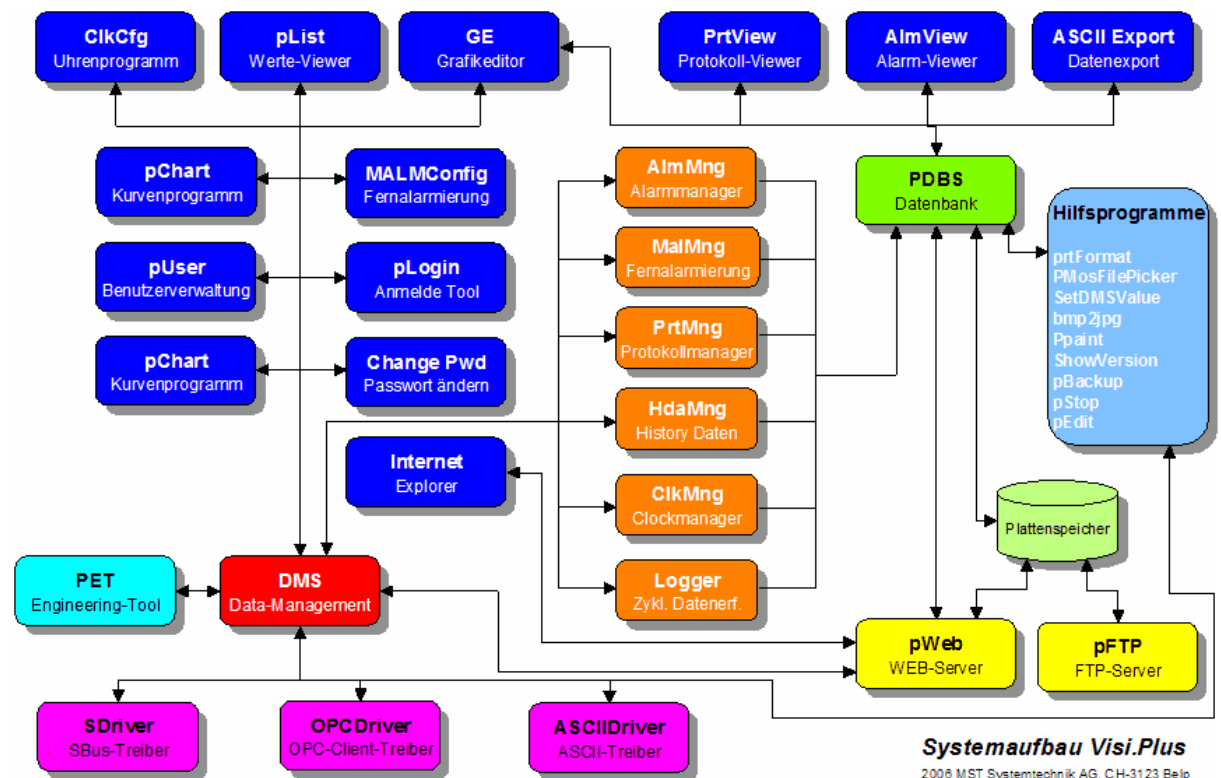 ClkCfg
Uhrenprogramm
pList
Werte-Viewer
GE
Grafikeditor
PrtView
Protokoll-Viewer
AlmView
Alarm-Viewer
ASCII Export
Datenexport
pChart
Kurvenprogramm
MALMConfig
Fernalarmierung
AlmMng
Alarmmanager
PDBS
Datenbank
Hilfsprogramme
prtFormat
PMosFilePicker
SetDMSValue
bmp2jpg
Ppaint
ShowVersion
pBackup
pStop
pEdit
pUser
Benutzerverwaltung
pLogin
Anmelde Tool
MalMng
Fernalarmierung
pChart
Kurvenprogramm
Change Pwd
Passwort ändern
PrtMng
Protokollmanager
HdaMng
History Daten
Internet
Explorer
ClkMng
Clockmanager
Plattenspeicher
PET
Engineering-Tool
DMS
Data-Management
Logger
Zykl. Datenerf.
pWeb
WEB-Server
pFTP
FTP-Server
SDriver
SBus-Treiber
OPCDriver
OPC-Client-Treiber
ASCIIDriver
ASCII-Treiber
Systemaufbau Visi.Plus
2006 MST Systemtechnik AG, CH-3123 Belp